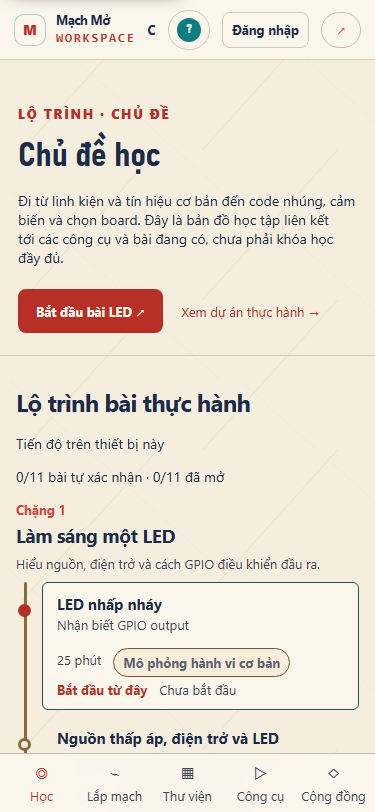 M
Mạch Mở
WORKSPACE
C
?
Đăng nhập
↗
LỘ TRÌNH · CHỦ ĐỀ
Chủ đề học
Đi từ linh kiện và tín hiệu cơ bản đến code nhúng, cảm
biến và chọn board. Đây là bản đồ học tập liên kết
tới các công cụ và bài đang có, chưa phải khóa học
đầy đủ.
Bắt đầu bài LED ↗
Xem dự án thực hành →
Lộ trình bài thực hành
Tiến độ trên thiết bị này
0/11 bài tự xác nhận · 0/11 đã mở
Chặng 1
Làm sáng một LED
Hiểu nguồn, điện trở và cách GPIO điều khiển đầu ra.
LED nhấp nháy
Nhận biết GPIO output
25 phút
Mô phỏng hành vi cơ bản
Bắt đầu từ đây Chưa bắt đầu
Nguồn thấp áp, điện trở và LED
Học
Lắp mạch
Thư viện
Công cụ
Cộng đồng